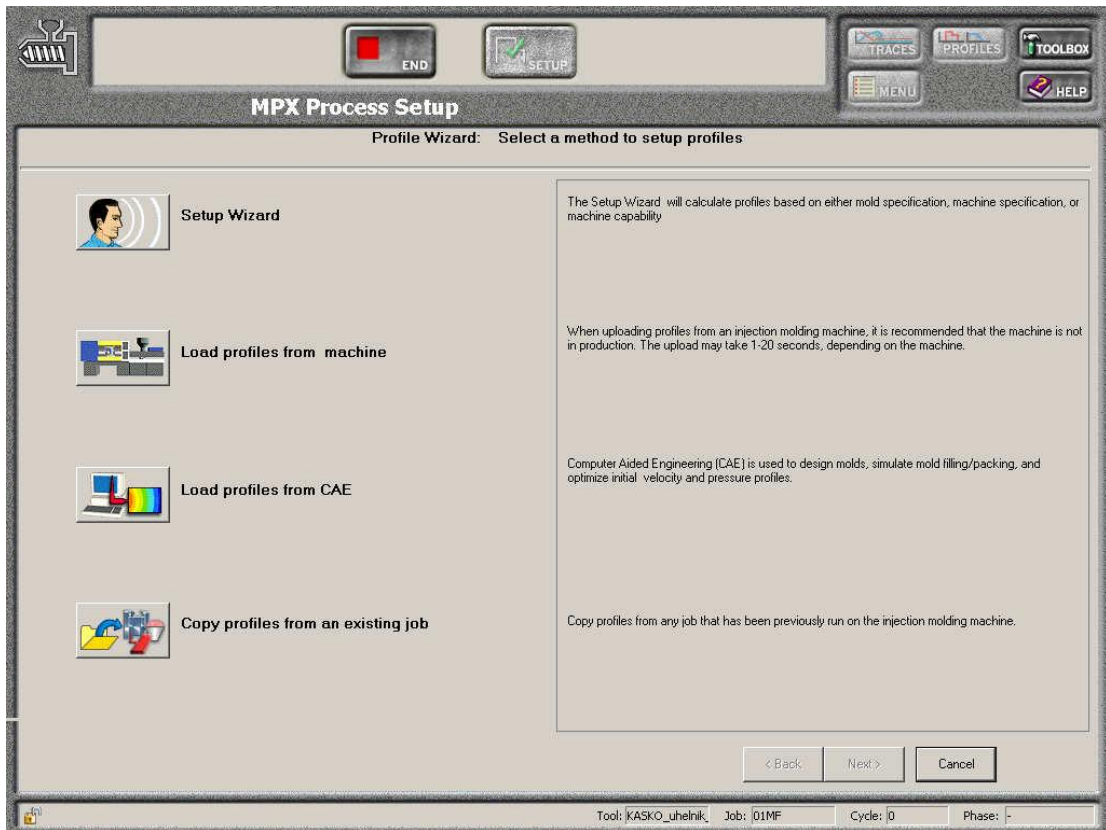 END
SETUP
TRACES
PROFILES
TOOLBOX
MENU
HELP
MPX Process Setup
Profile Wizard: Select a method to setup profiles
Setup Wizard
The Setup Wizard will calculate profiles based on either mold specification, machine specification, or
machine capability
Load profiles from machine
When uploading profiles from an injection molding machine, it is recommended that the machine is not
in production. The upload may take 1-20 seconds, depending on the machine.
Load profiles from CAE
Computer Aided Engineering (CAE) is used to design molds, simulate mold filling/packing, and
optimize initial velocity and pressure profiles.
Copy profiles from an existing job
Copy profiles from any job that has been previously run on the injection molding machine.
< Back
Next >
Cancel
Tool: KASKO_uhelnik_ Job: 01MF Cycle: 0 Phase: -